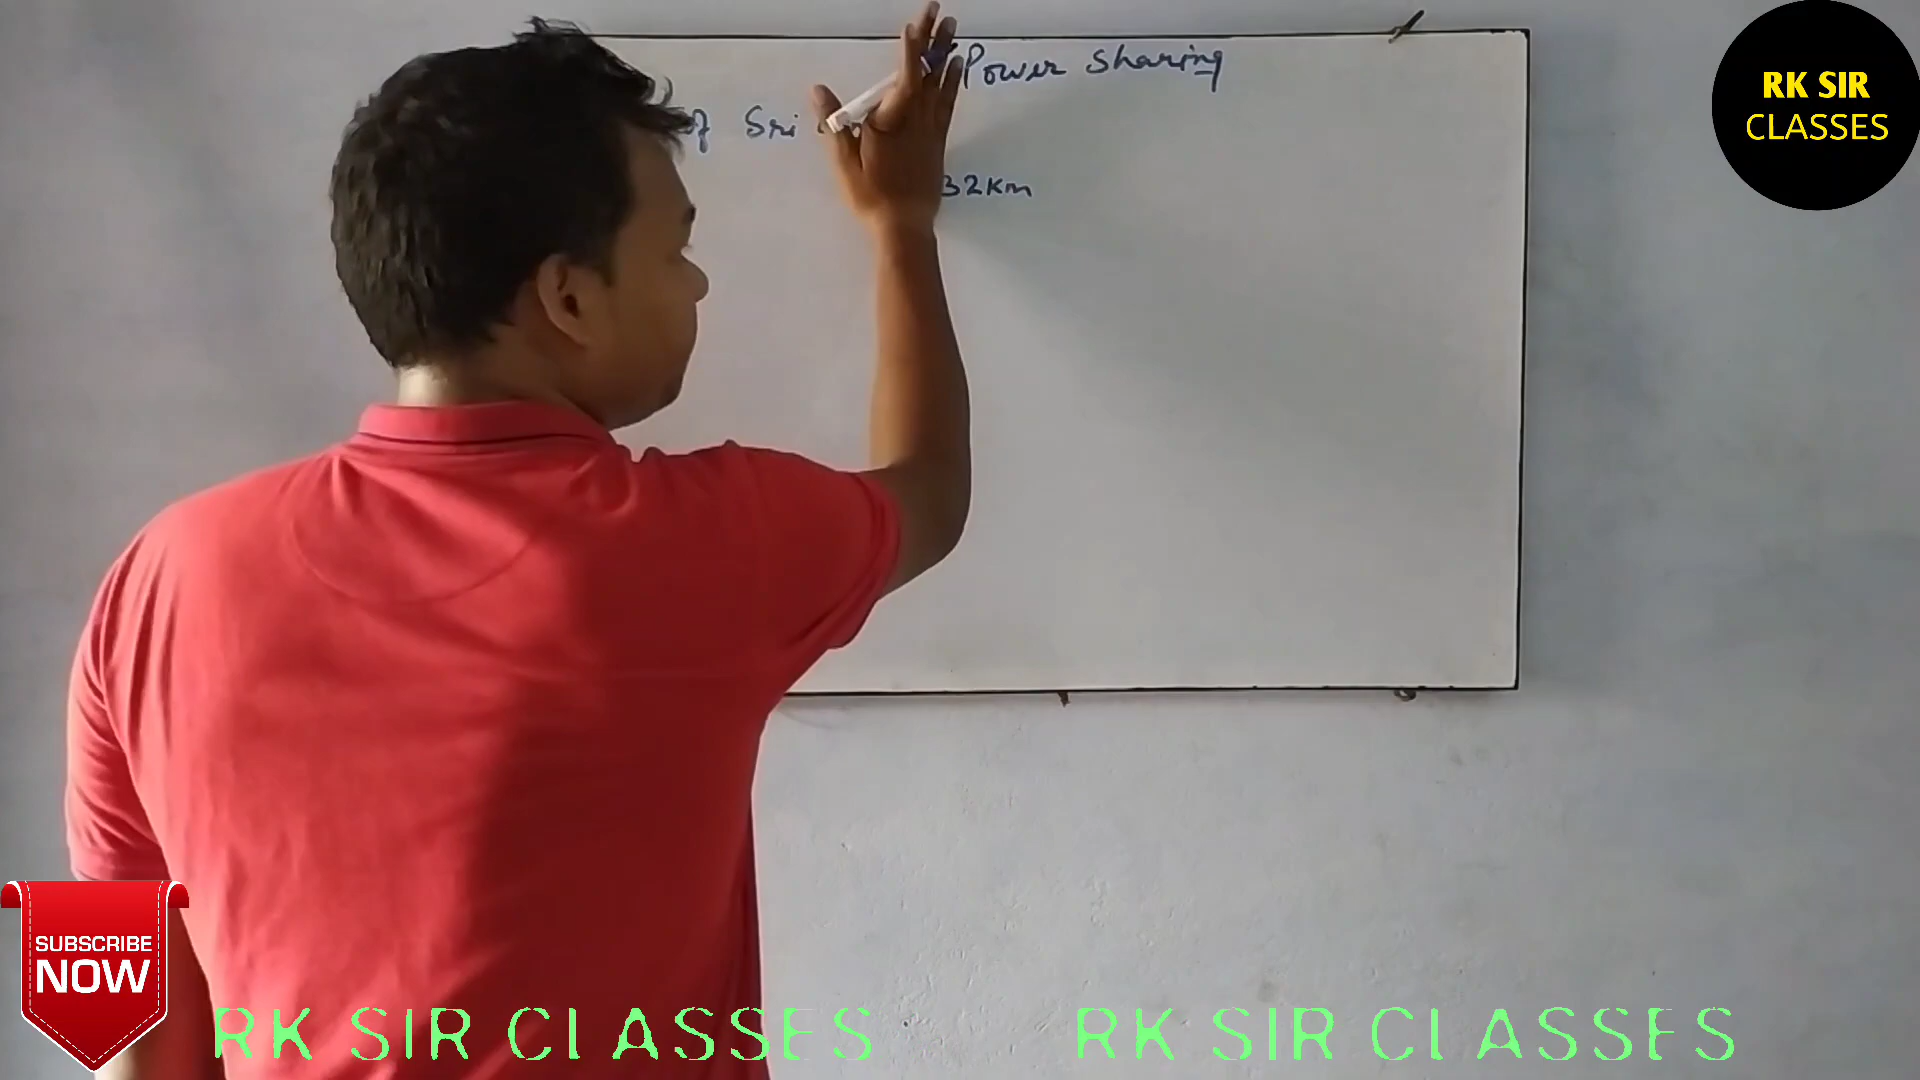 Power Sharing
of Sri
32Km
RK SIR
CLASSES
SUBSCRIBE
NOW
RK SIR CLASSES
RK SIR CLASSES